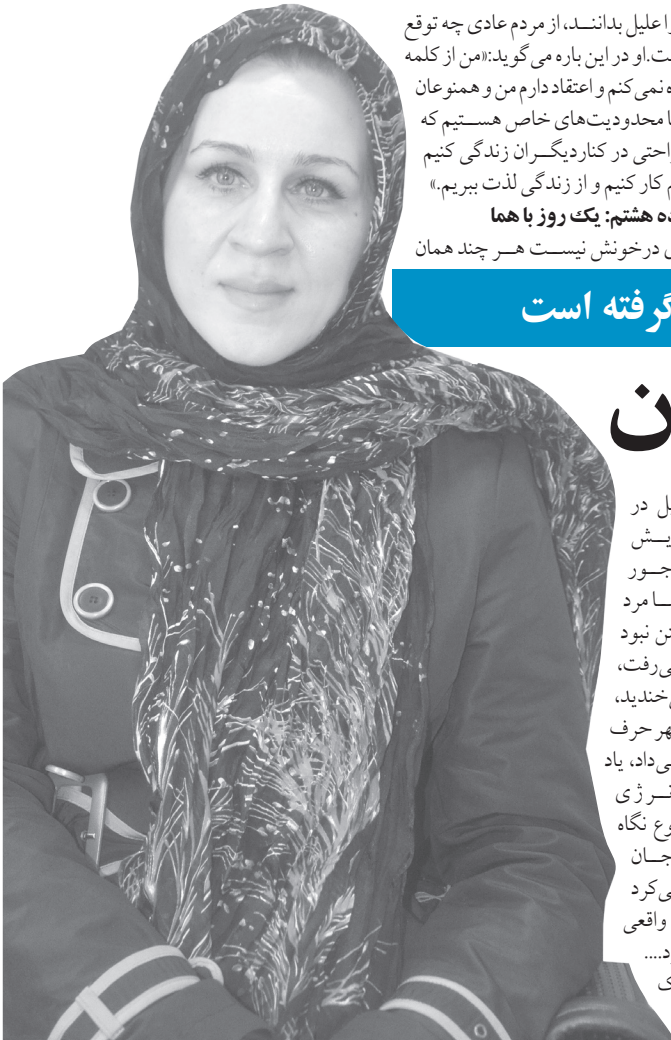 را علیل بدانند، از مردم عادی چه توقع
ست.او در این باره می‌گوید:«من از کلمه
ه نمی‌کنم و اعتقاد دارم من و همنوعان
ا محدودیت‌های خاص هستیم که
احتی در کنار دیگران زندگی کنیم
م کار کنیم و از زندگی لذت ببریم.»
ده هشتم: یک روز با هما
ی درخونش نیست هر چند همان
گرفته است
ن
ل در
یش
جور
ا مرد
تن نبود
ی‌رفت،
ی‌خندید،
هر حرف
ی‌داد، یاد
نرژی
وع نگاه
جان
ی‌کرد
واقعی
د....
ک